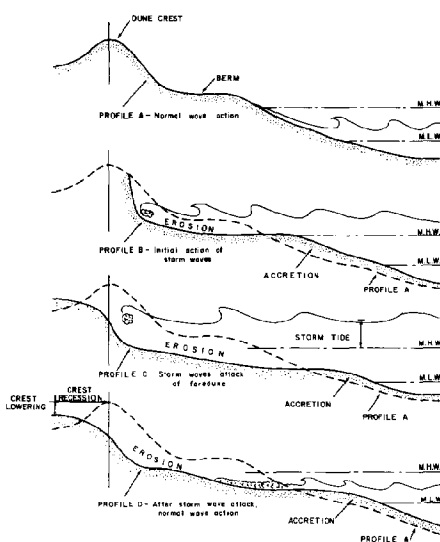 DUNE CREST
BERM
M.H.W.
PROFILE A - Normal wave action
M.L.W.
EROSION
M.H.W.
PROFILE B - Initial action of
storm waves
M.L.W.
ACCRETION
PROFILE A
STORM TIDE
EROSION
M.H.W.
PROFILE C - Storm waves attack
of foredune
M.L.W.
ACCRETION
PROFILE A
CREST
LOWERING
CREST
RECESSION
EROSION
M.H.W.
PROFILE D - After storm wave attack,
normal wave action
M.L.W.
ACCRETION
PROFILE A